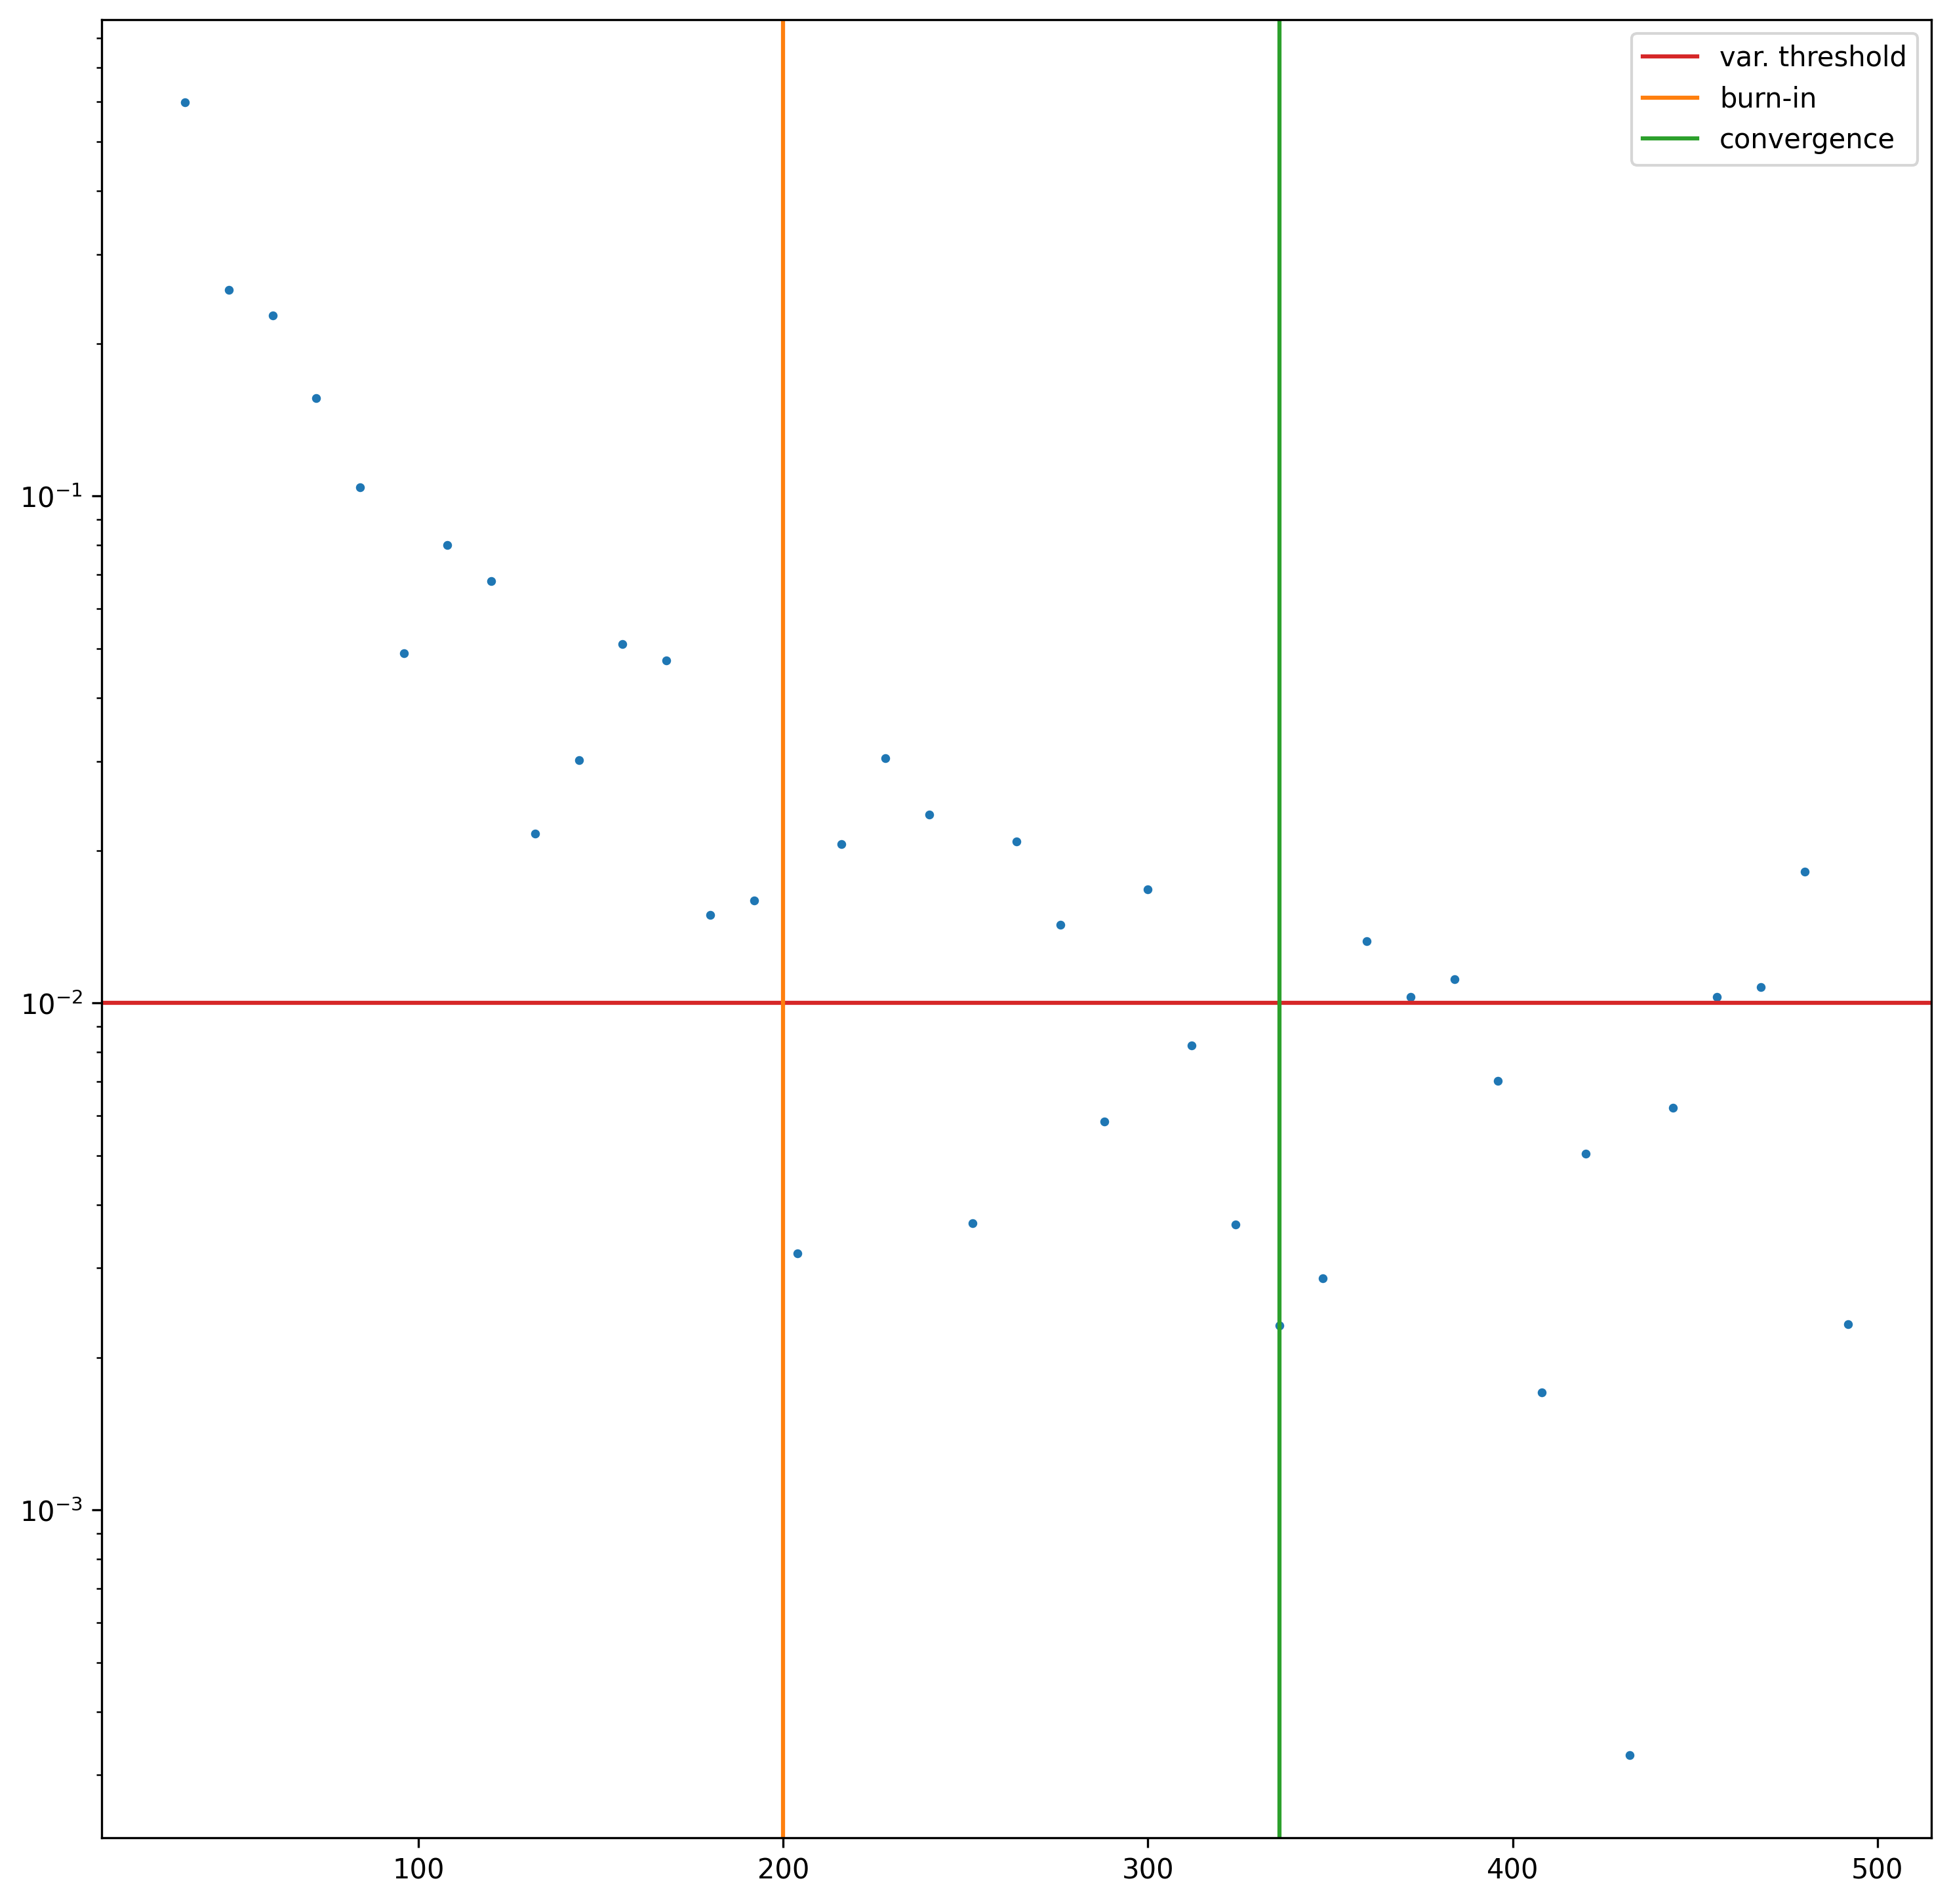 var. threshold
burn-in
convergence
10⁻¹
10⁻²
10⁻³
100 200 300 400 500